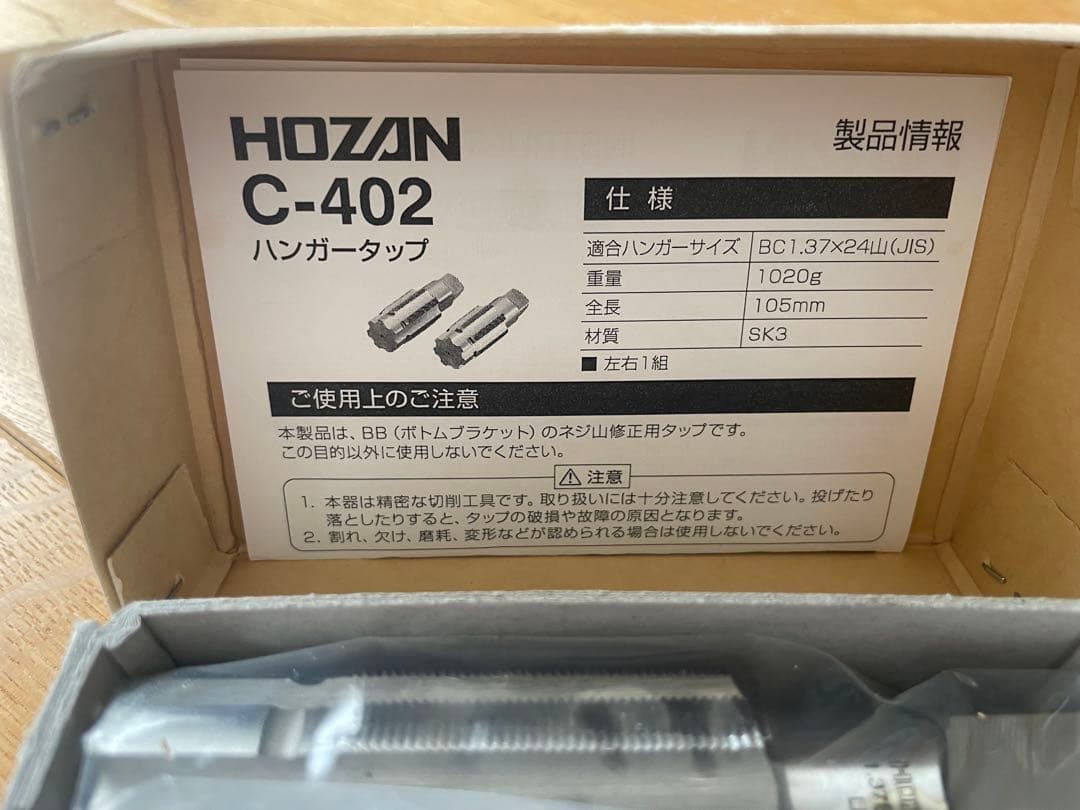 HOZAN
製品情報
C-402
ハンガータップ
仕様
適合ハンガーサイズ BC1.37×24山(JIS)
重量 1020g
全長 105mm
材質 SK3
■ 左右1組
ご使用上のご注意
本製品は、BB（ボトムブラケット）のネジ山修正用タップです。
この目的以外に使用しないでください。
⚠ 注意
1. 本器は精密な切削工具です。取り扱いには十分注意してください。投げたり
落としたりすると、タップの破損や故障の原因となります。
2. 割れ、欠け、磨耗、変形などが認められる場合は使用しないでください。
1.37